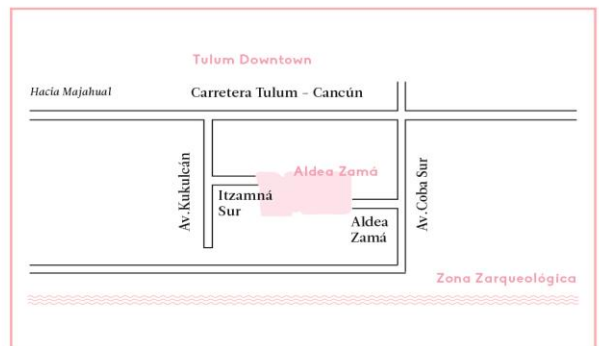 Tulum Downtown
Hacia Majahual
Carretera Tulum – Cancún
Av.Kukulcán
Aldea Zamá
Itzamná
Sur
Av.Coba Sur
Aldea
Zamá
Zona Zarqueológica